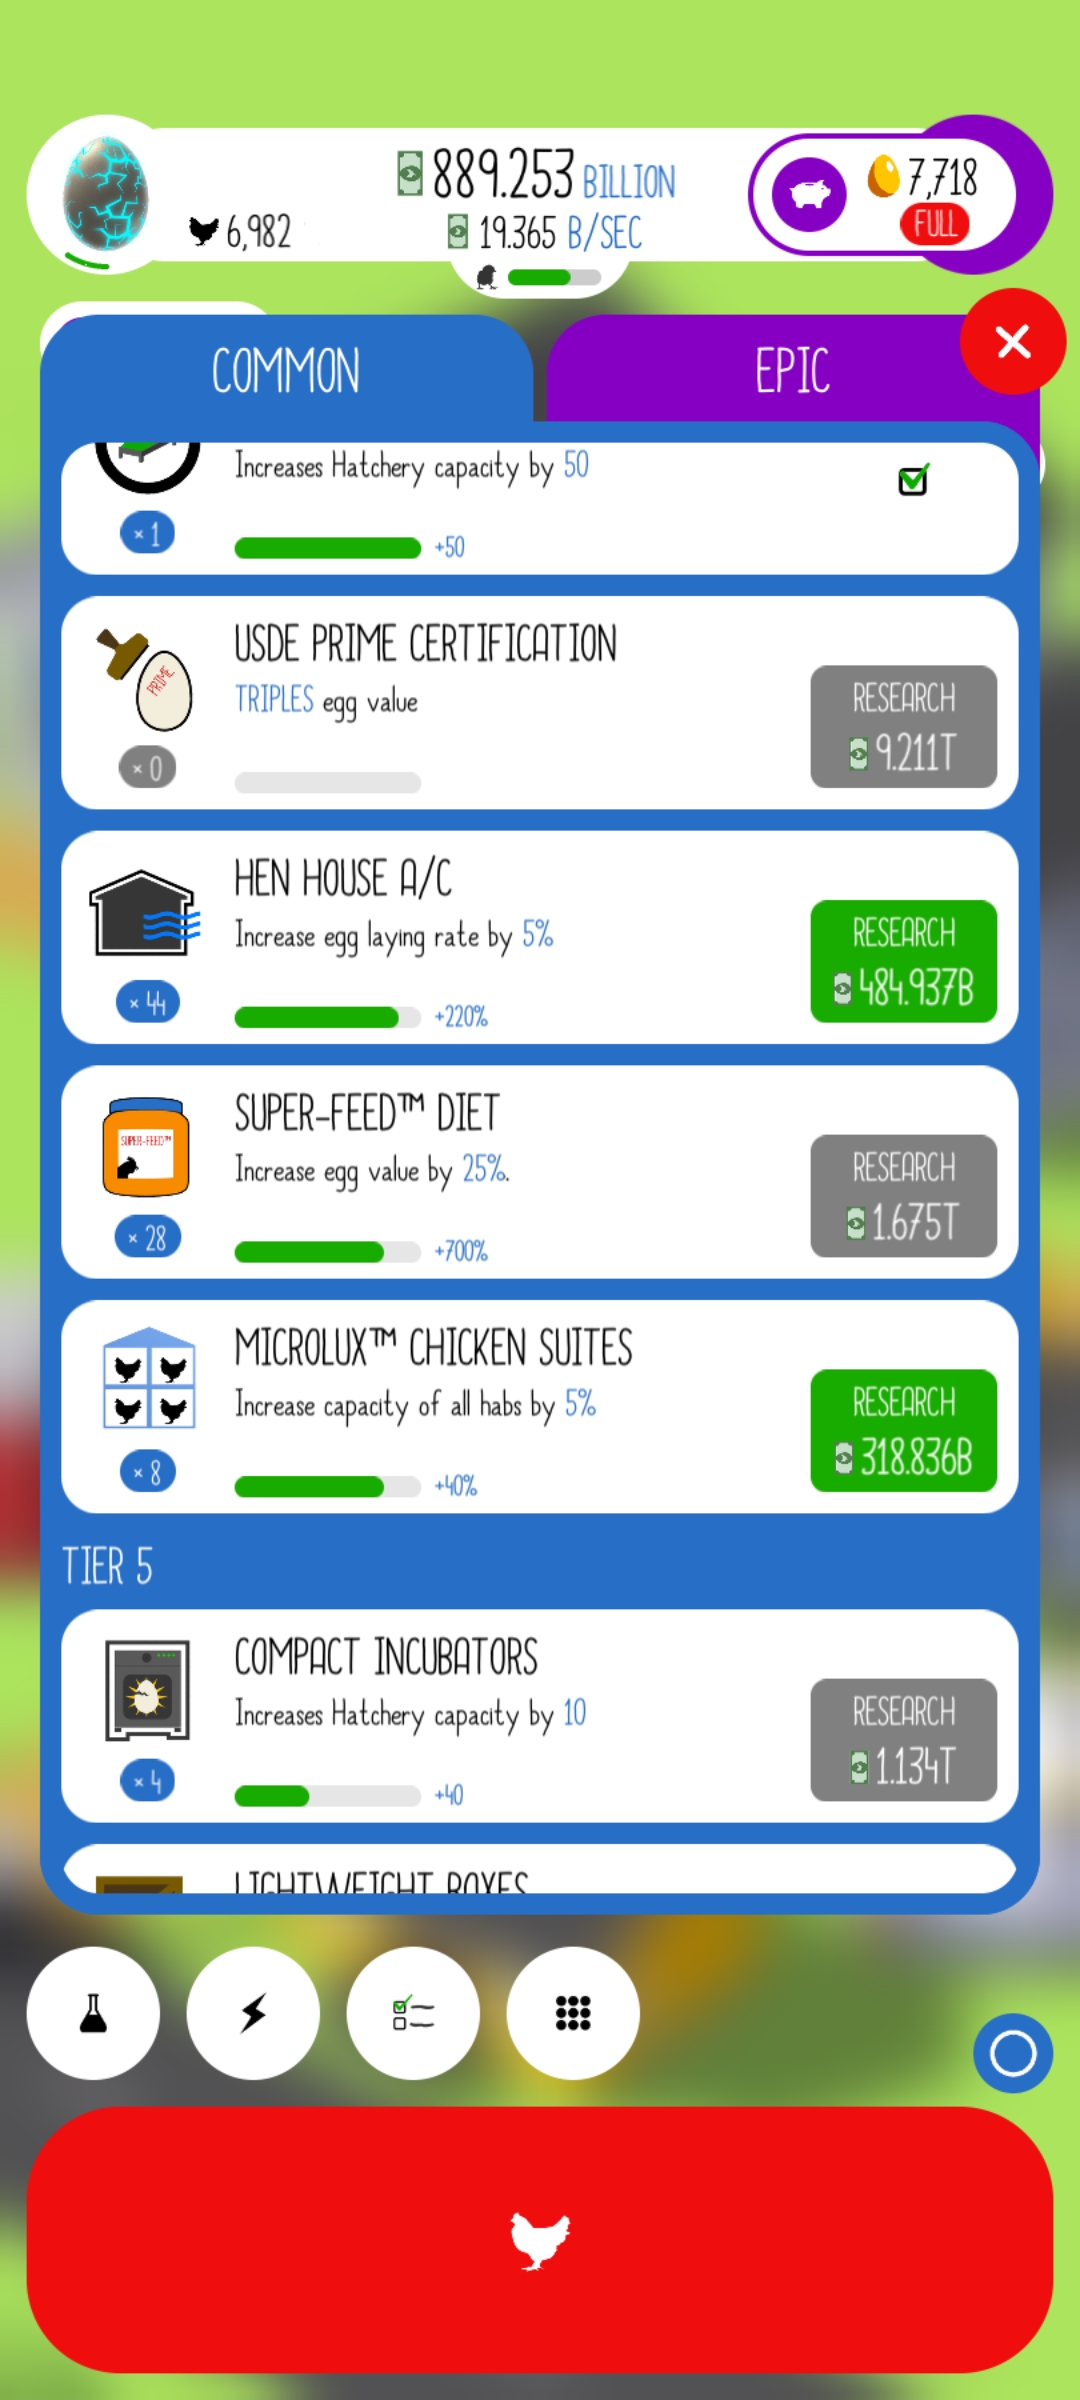 889.253 BILLION
7,718
6,982
19.365 B/SEC
FULL
COMMON
EPIC
Increases Hatchery capacity by 50
× 1
+50
USDE PRIME CERTIFICATION
TRIPLES egg value
PRIME
RESEARCH
9.211T
× 0
HEN HOUSE A/C
Increase egg laying rate by 5%
RESEARCH
484.937B
× 44
+220%
SUPER-FEED™ DIET
Increase egg value by 25%.
SUPER-FEED™
RESEARCH
1.675T
× 28
+700%
MICROLUX™ CHICKEN SUITES
Increase capacity of all habs by 5%
RESEARCH
318.836B
× 8
+40%
TIER 5
COMPACT INCUBATORS
Increases Hatchery capacity by 10
RESEARCH
1.134T
× 4
+40
LIGHTWEIGHT BOXES